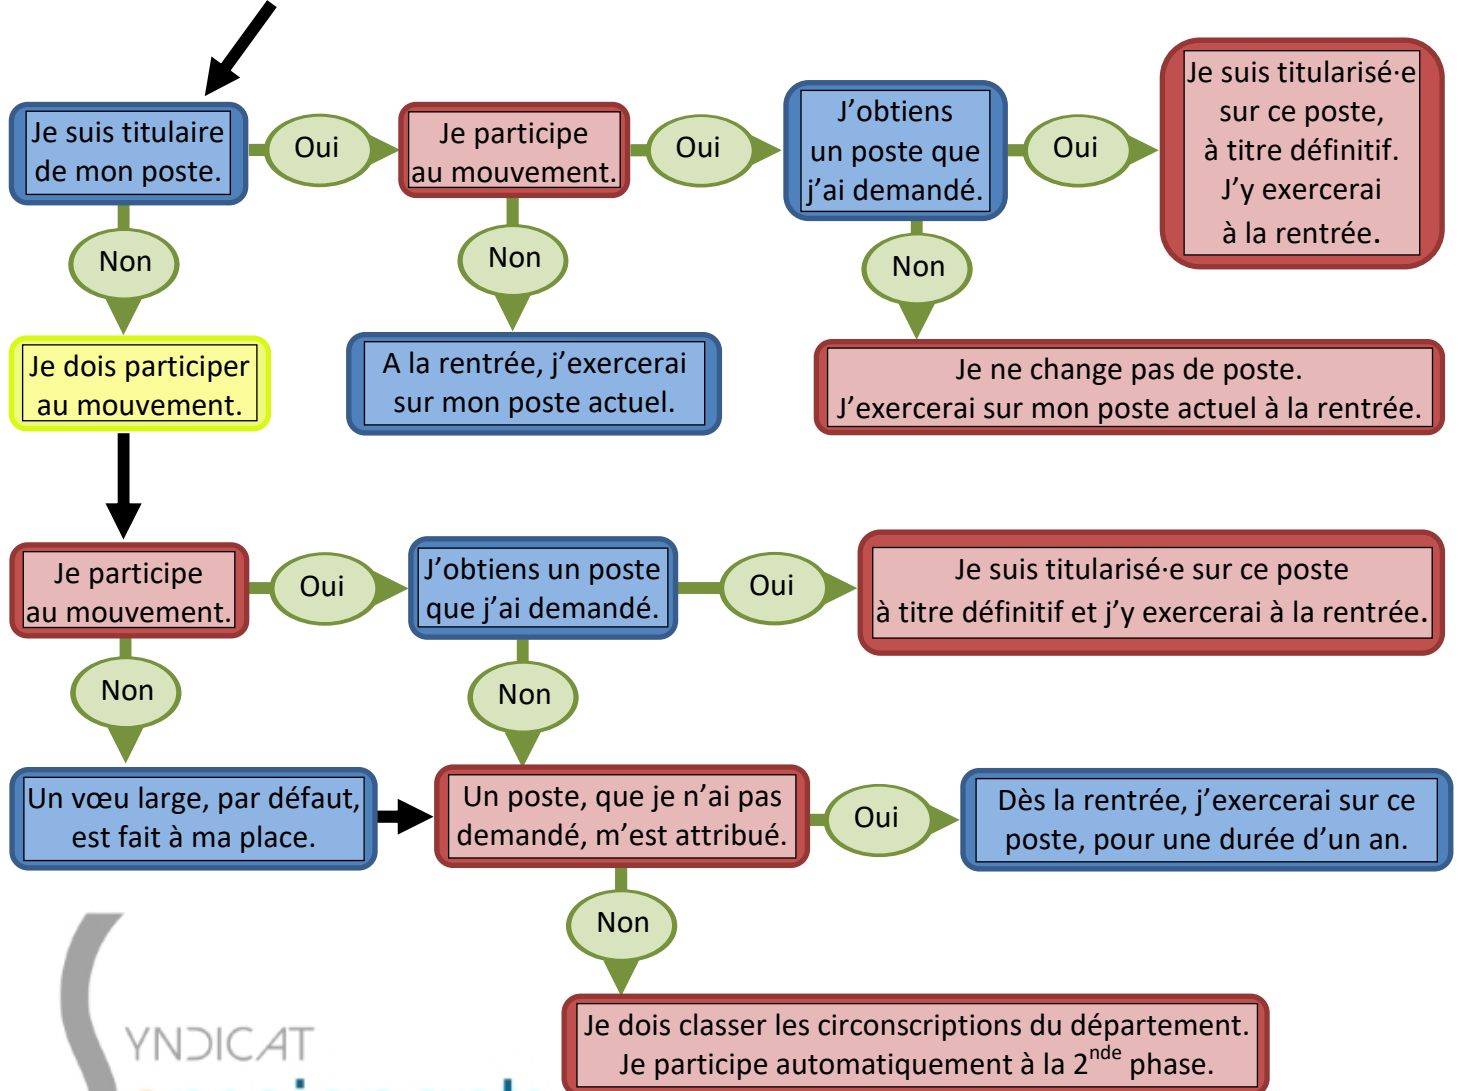 Je suis titulaire
de mon poste.
Oui
Je participe
au mouvement.
Oui
J’obtiens
un poste que
j’ai demandé.
Oui
Je suis titularisé·e
sur ce poste,
à titre définitif.
J’y exercerai
à la rentrée.
Non
Non
Non
Je dois participer
au mouvement.
A la rentrée, j’exercerai
sur mon poste actuel.
Je ne change pas de poste.
J’exercerai sur mon poste actuel à la rentrée.
Je participe
au mouvement.
Oui
J’obtiens un poste
que j’ai demandé.
Oui
Je suis titularisé·e sur ce poste
à titre définitif et j’y exercerai à la rentrée.
Non
Non
Un vœu large, par défaut,
est fait à ma place.
Un poste, que je n’ai pas
demandé, m’est attribué.
Oui
Dès la rentrée, j’exercerai sur ce
poste, pour une durée d’un an.
Non
Je dois classer les circonscriptions du département.
Je participe automatiquement à la 2nde phase.
SYNDICAT